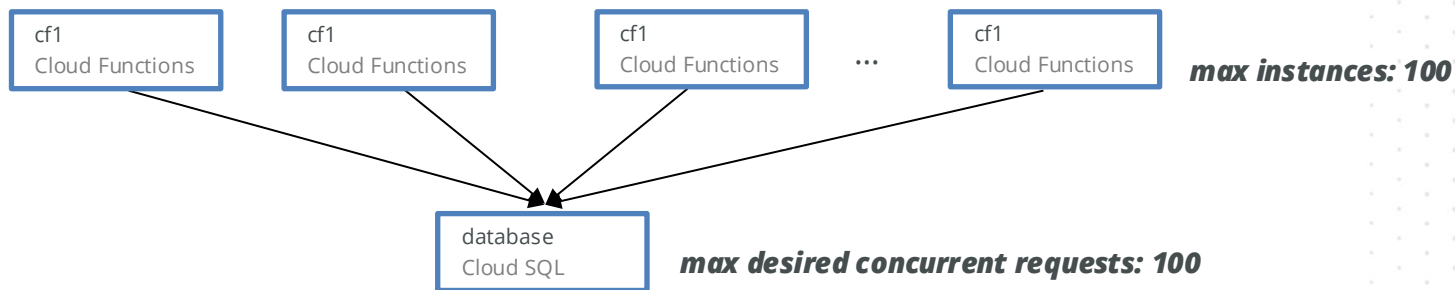 cf1
Cloud Functions
cf1
Cloud Functions
cf1
Cloud Functions
...
cf1
Cloud Functions
max instances: 100
database
Cloud SQL
max desired concurrent requests: 100